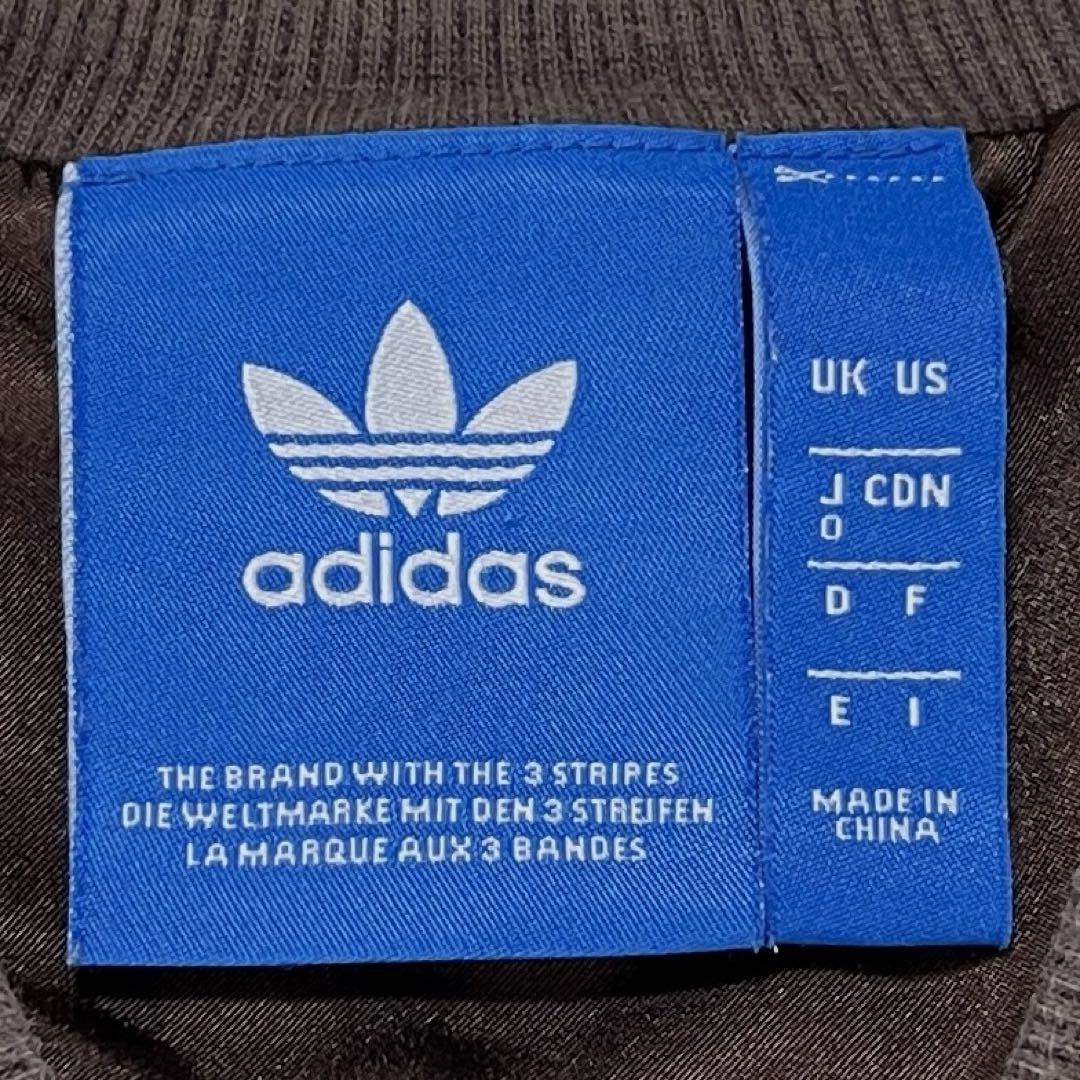 adidas
THE BRAND WITH THE 3 STRIPES
DIE WELTMARKE MIT DEN 3 STREIFEN
LA MARQUE AUX 3 BANDES
UK US
J CDN
O
D F
E I
MADE IN
CHINA